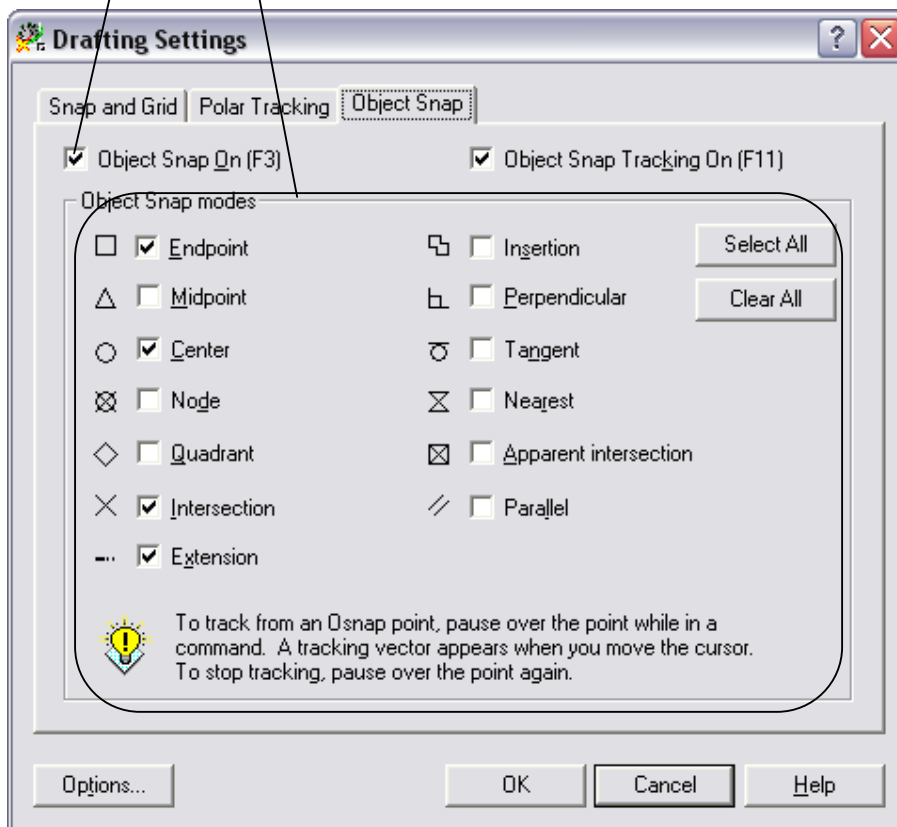 Drafting Settings
Snap and Grid Polar Tracking Object Snap
Object Snap On (F3) Object Snap Tracking On (F11)
Object Snap modes
Endpoint Insertion Select All
Midpoint Perpendicular Clear All
Center Tangent
Node Nearest
Quadrant Apparent intersection
Intersection Parallel
Extension
To track from an Osnap point, pause over the point while in a
command. A tracking vector appears when you move the cursor.
To stop tracking, pause over the point again.
Options... OK Cancel Help